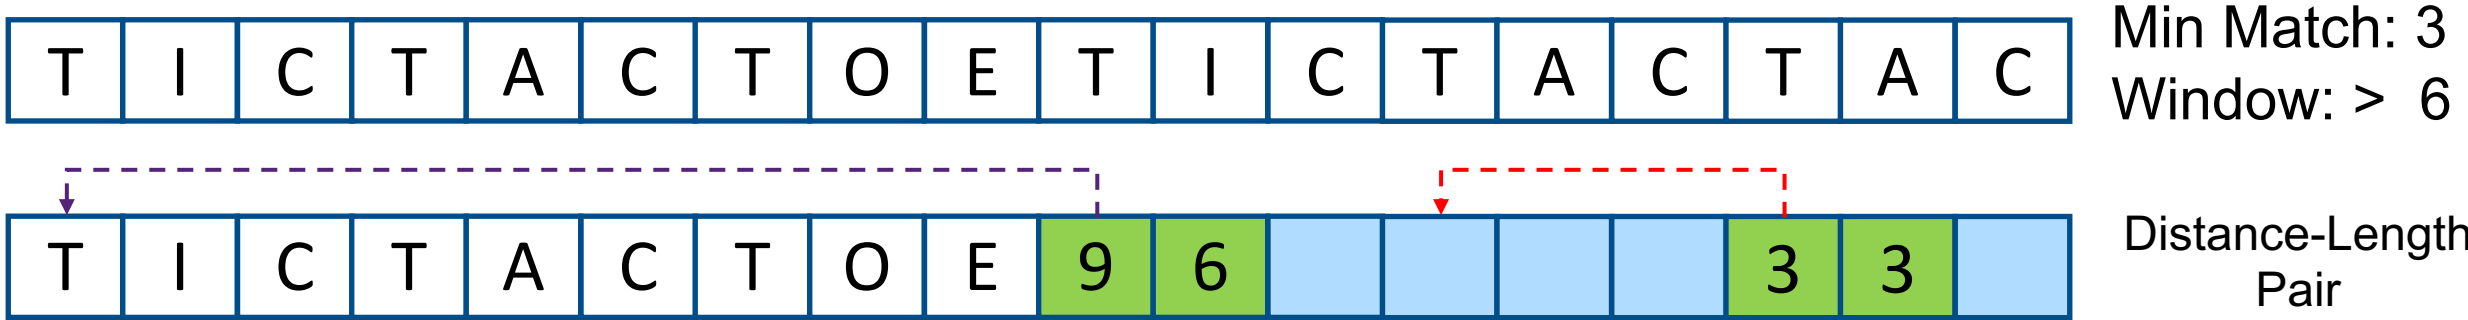 T I C T A C T O E T I C T A C T A C
Min Match: 3
Window: > 6
T I C T A C T O E 9 6 3 3
Distance-Length
Pair